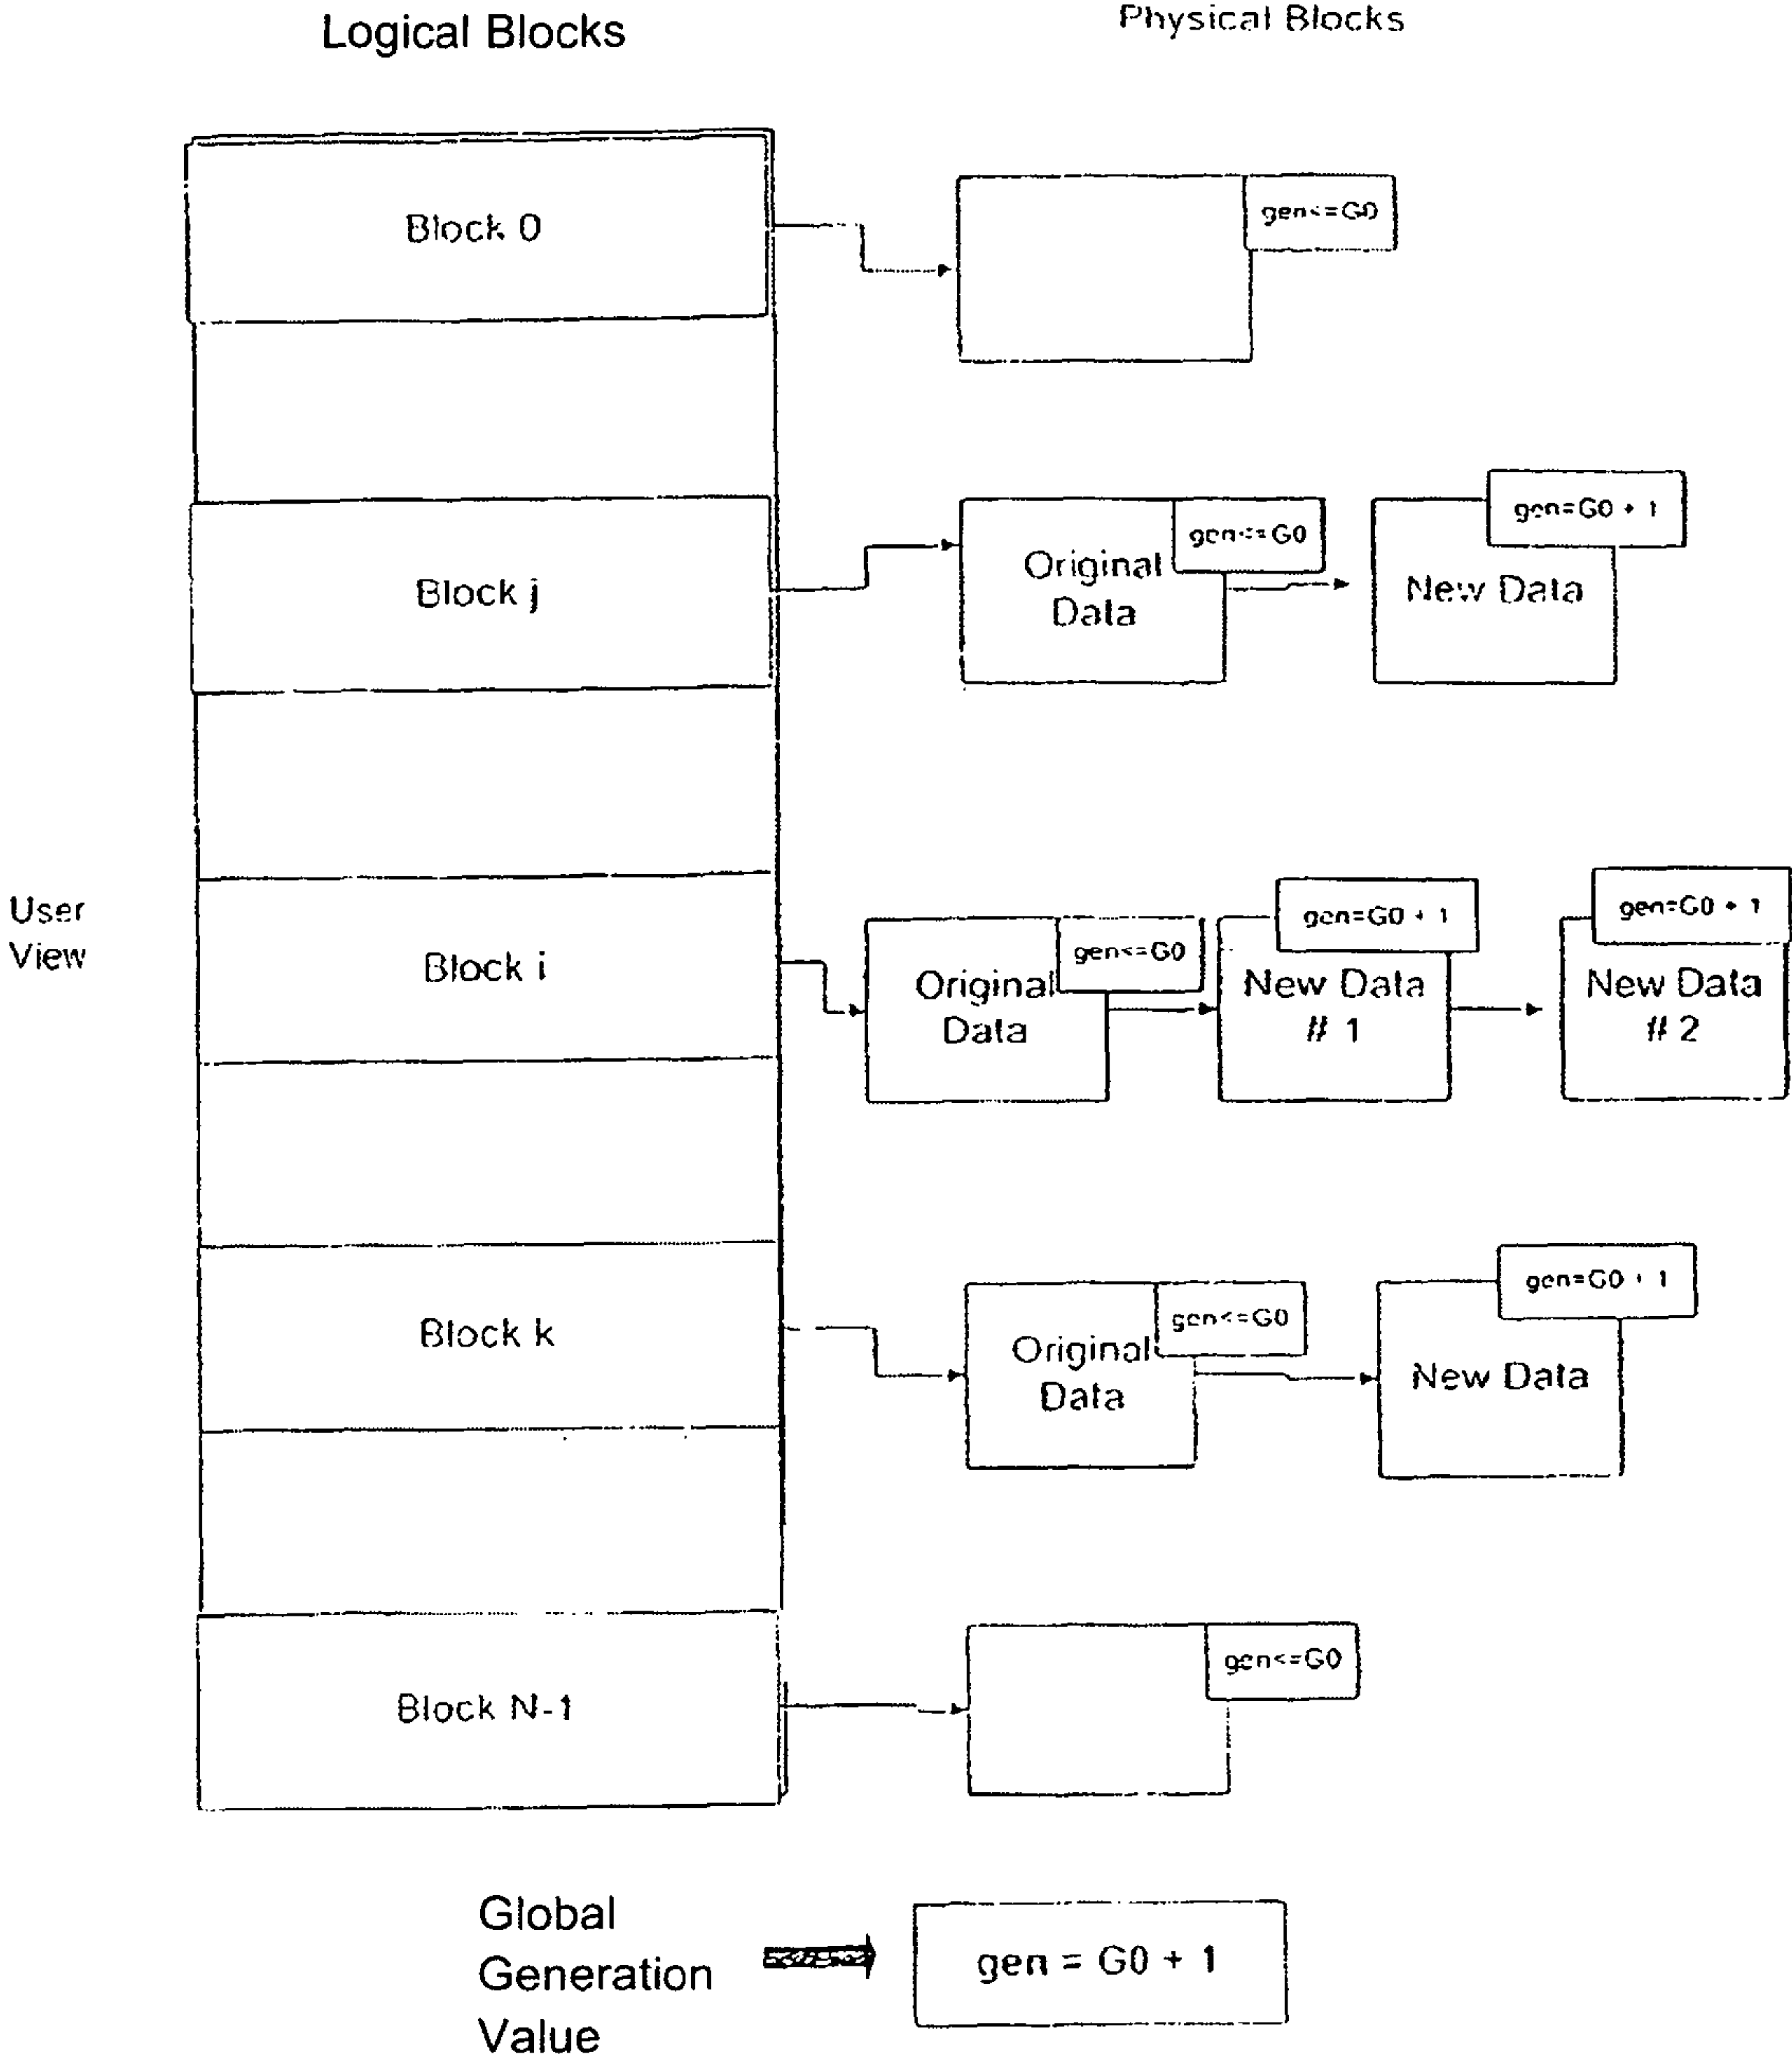 Logical Blocks
Physical Blocks
Block 0
gen<=G0
Block j
Original
Data
gen<=G0
New Data
gen=G0 + 1
User
View
Block i
Original
Data
gen<=G0
New Data
# 1
gen=G0 + 1
New Data
# 2
gen=G0 + 1
Block k
Original
Data
gen<=G0
New Data
gen=G0 + 1
Block N-1
gen<=G0
Global
Generation
Value
gen = G0 + 1